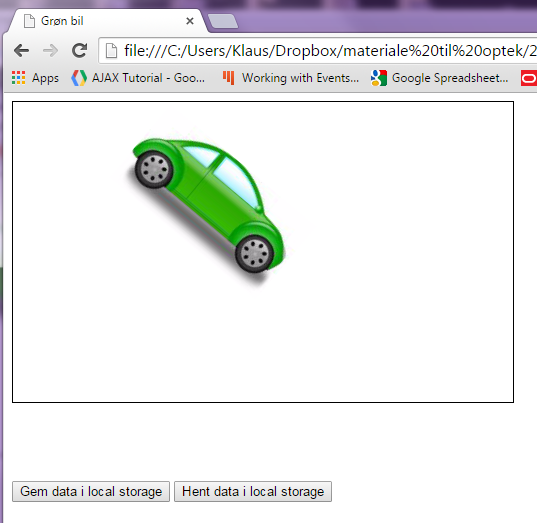 Grøn bil
file:///C:/Users/Klaus/Dropbox/materiale%20til%20optek/2
Apps AJAX Tutorial - Goo... Working with Events... Google Spreadsheet...
Gem data i local storage Hent data i local storage